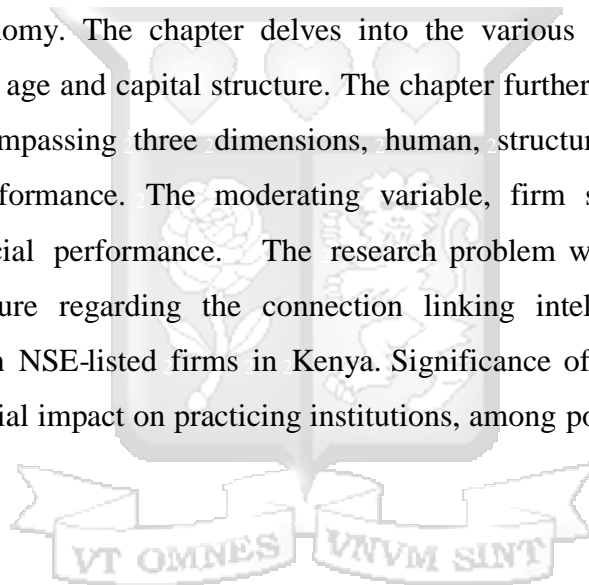 nomy. The chapter delves into the various
age and capital structure. The chapter further
mpassing three dimensions, human, structur
formance. The moderating variable, firm s
cial performance. The research problem w
ure regarding the connection linking intel
NSE-listed firms in Kenya. Significance of
ial impact on practicing institutions, among po
VT OMNES VNVM SINT